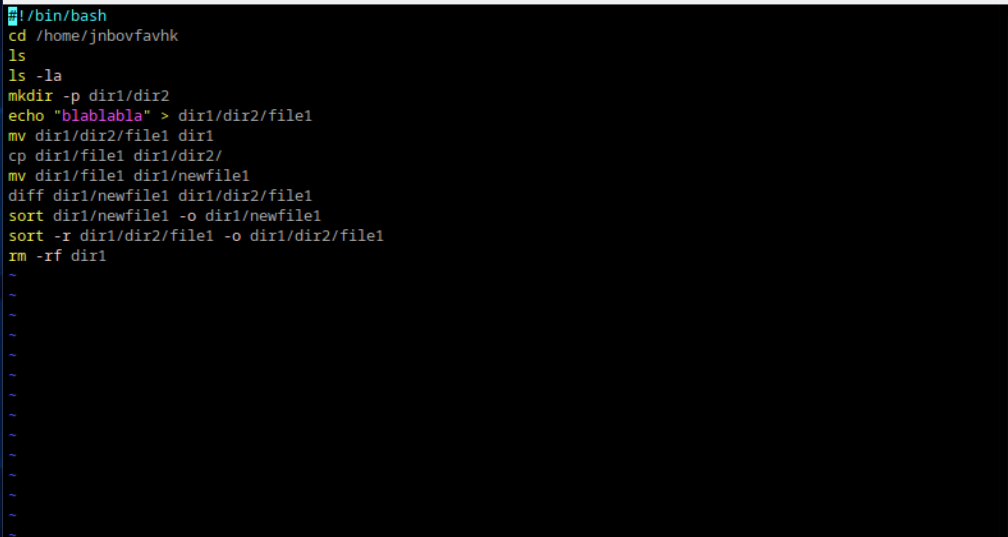 #!/bin/bash
cd /home/jnbovfavhk
ls
ls -la
mkdir -p dir1/dir2
echo "blablabla" > dir1/dir2/file1
mv dir1/dir2/file1 dir1
cp dir1/file1 dir1/dir2/
mv dir1/file1 dir1/newfile1
diff dir1/newfile1 dir1/dir2/file1
sort dir1/newfile1 -o dir1/newfile1
sort -r dir1/dir2/file1 -o dir1/dir2/file1
rm -rf dir1
~
~
~
~
~
~
~
~
~
~
~
~
~
~